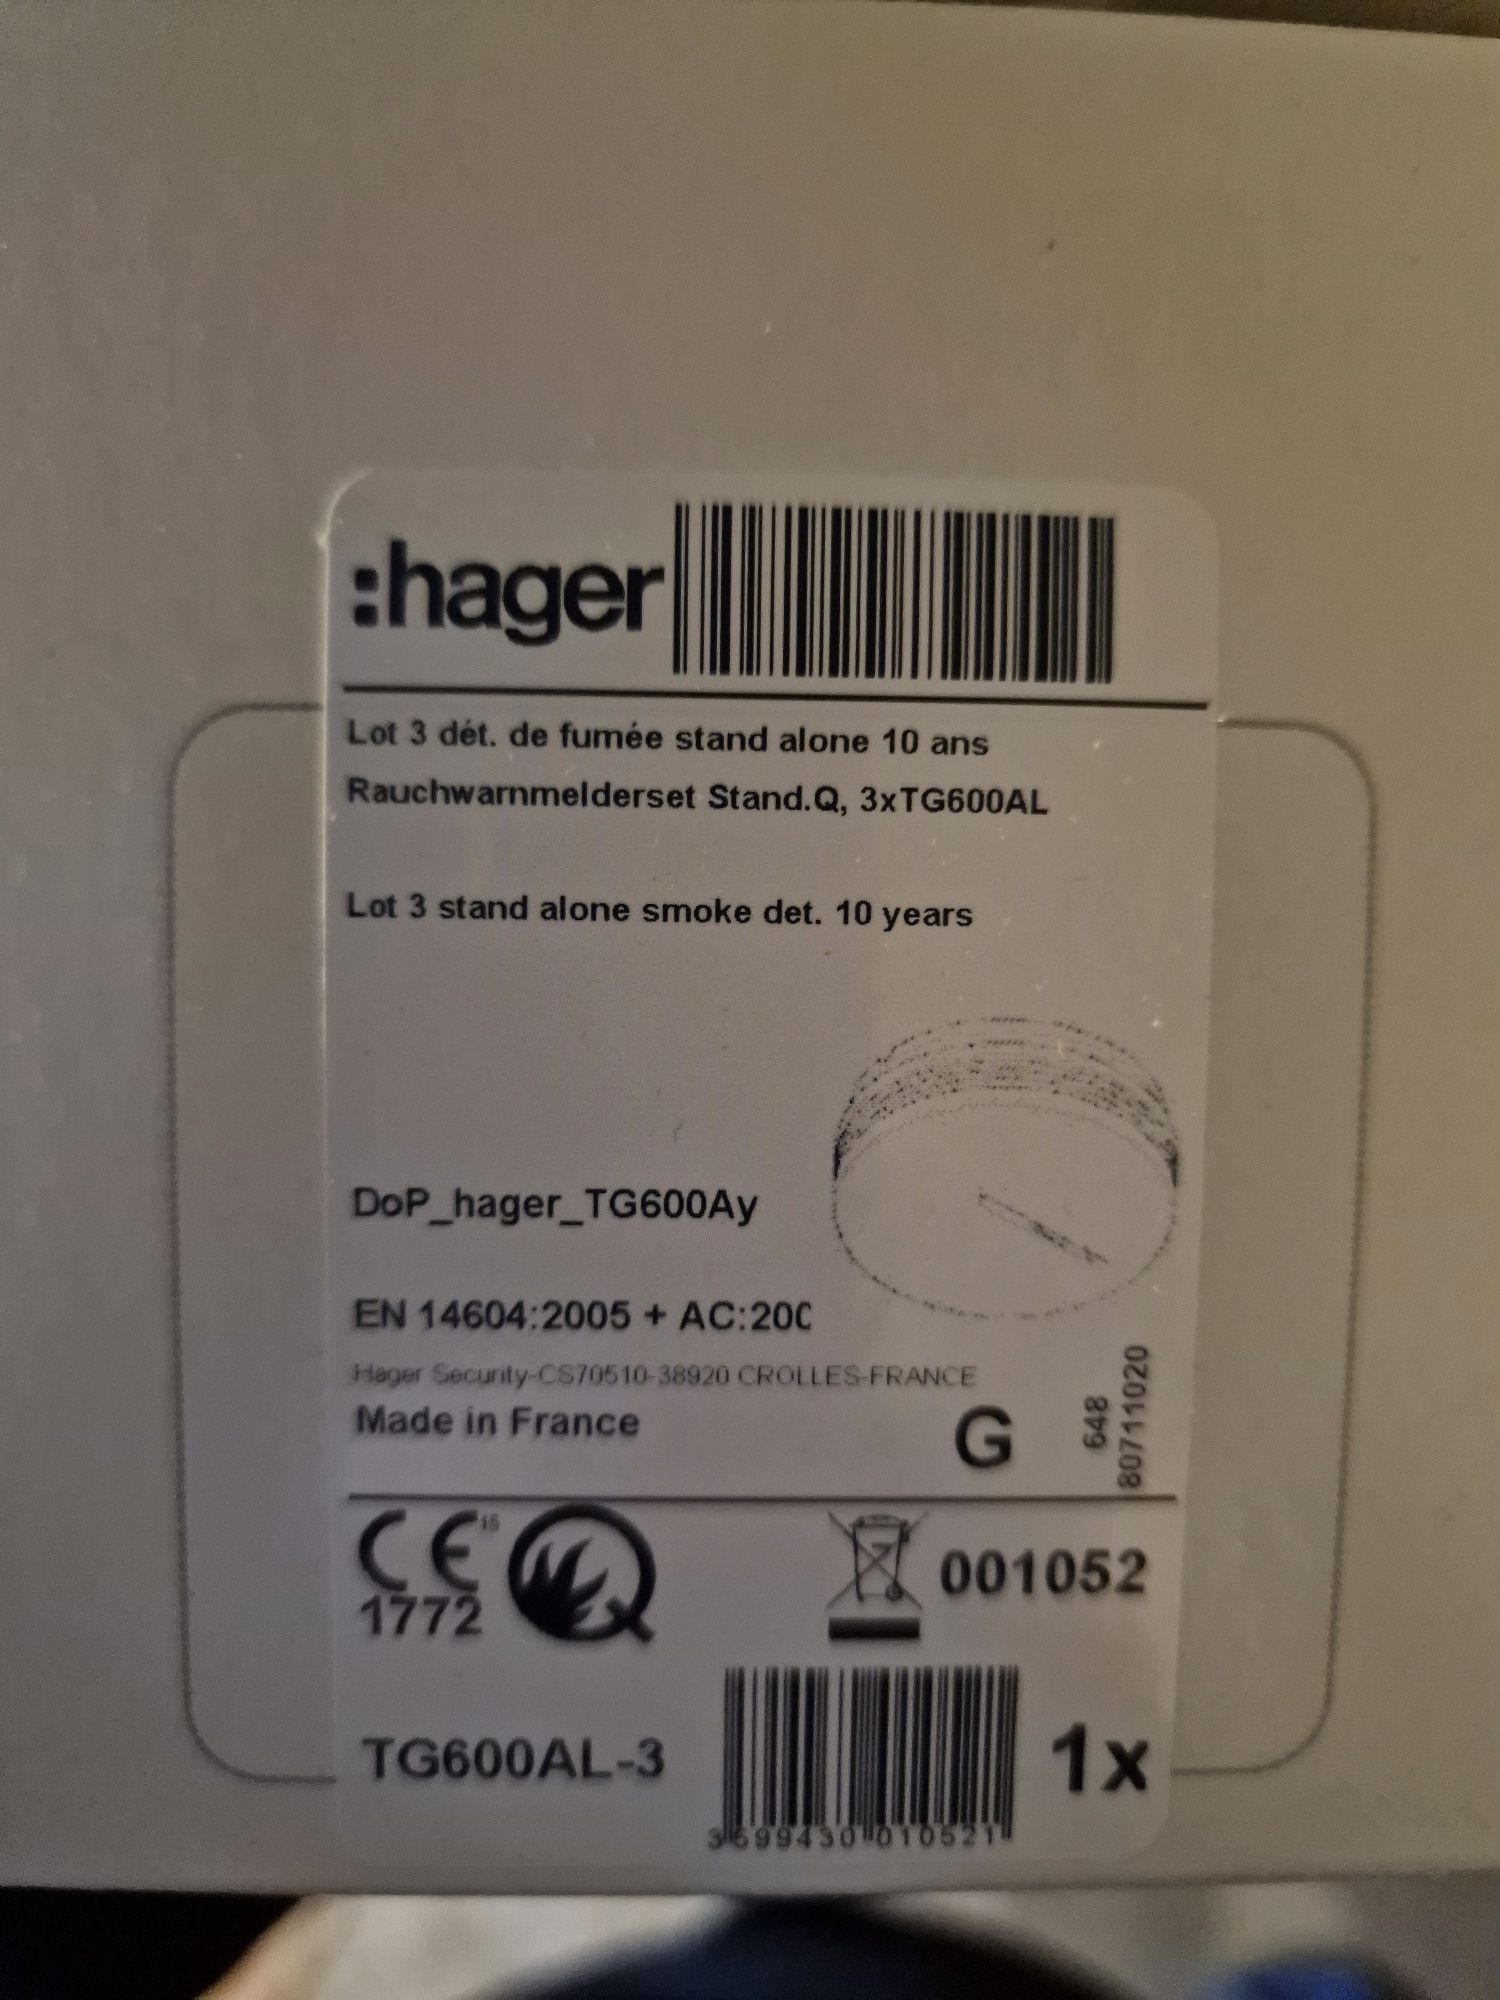 :hager
Lot 3 dét. de fumée stand alone 10 ans
Rauchwarnmelderset Stand.Q, 3xTG600AL
Lot 3 stand alone smoke det. 10 years
DoP_hager_TG600Ay
EN 14604:2005 + AC:200
Hager Security-CS70510-38920 CROLLES-FRANCE
Made in France
G
648
80711020
CE 15
1772
Q
001052
TG600AL-3
1x
3699430010521